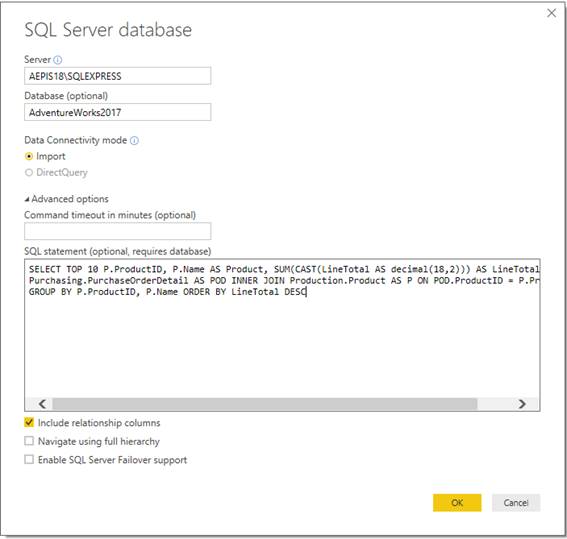 SQL Server database
Server
AEPIS18\SQLEXPRESS
Database (optional)
AdventureWorks2017
Data Connectivity mode
Import
DirectQuery
Advanced options
Command timeout in minutes (optional)
SQL statement (optional, requires database)
SELECT TOP 10 P.ProductID, P.Name AS Product, SUM(CAST(LineTotal AS decimal(18,2))) AS LineTotal
Purchasing.PurchaseOrderDetail AS POD INNER JOIN Production.Product AS P ON POD.ProductID = P.Pr
GROUP BY P.ProductID, P.Name ORDER BY LineTotal DESC
Include relationship columns
Navigate using full hierarchy
Enable SQL Server Failover support
OK Cancel